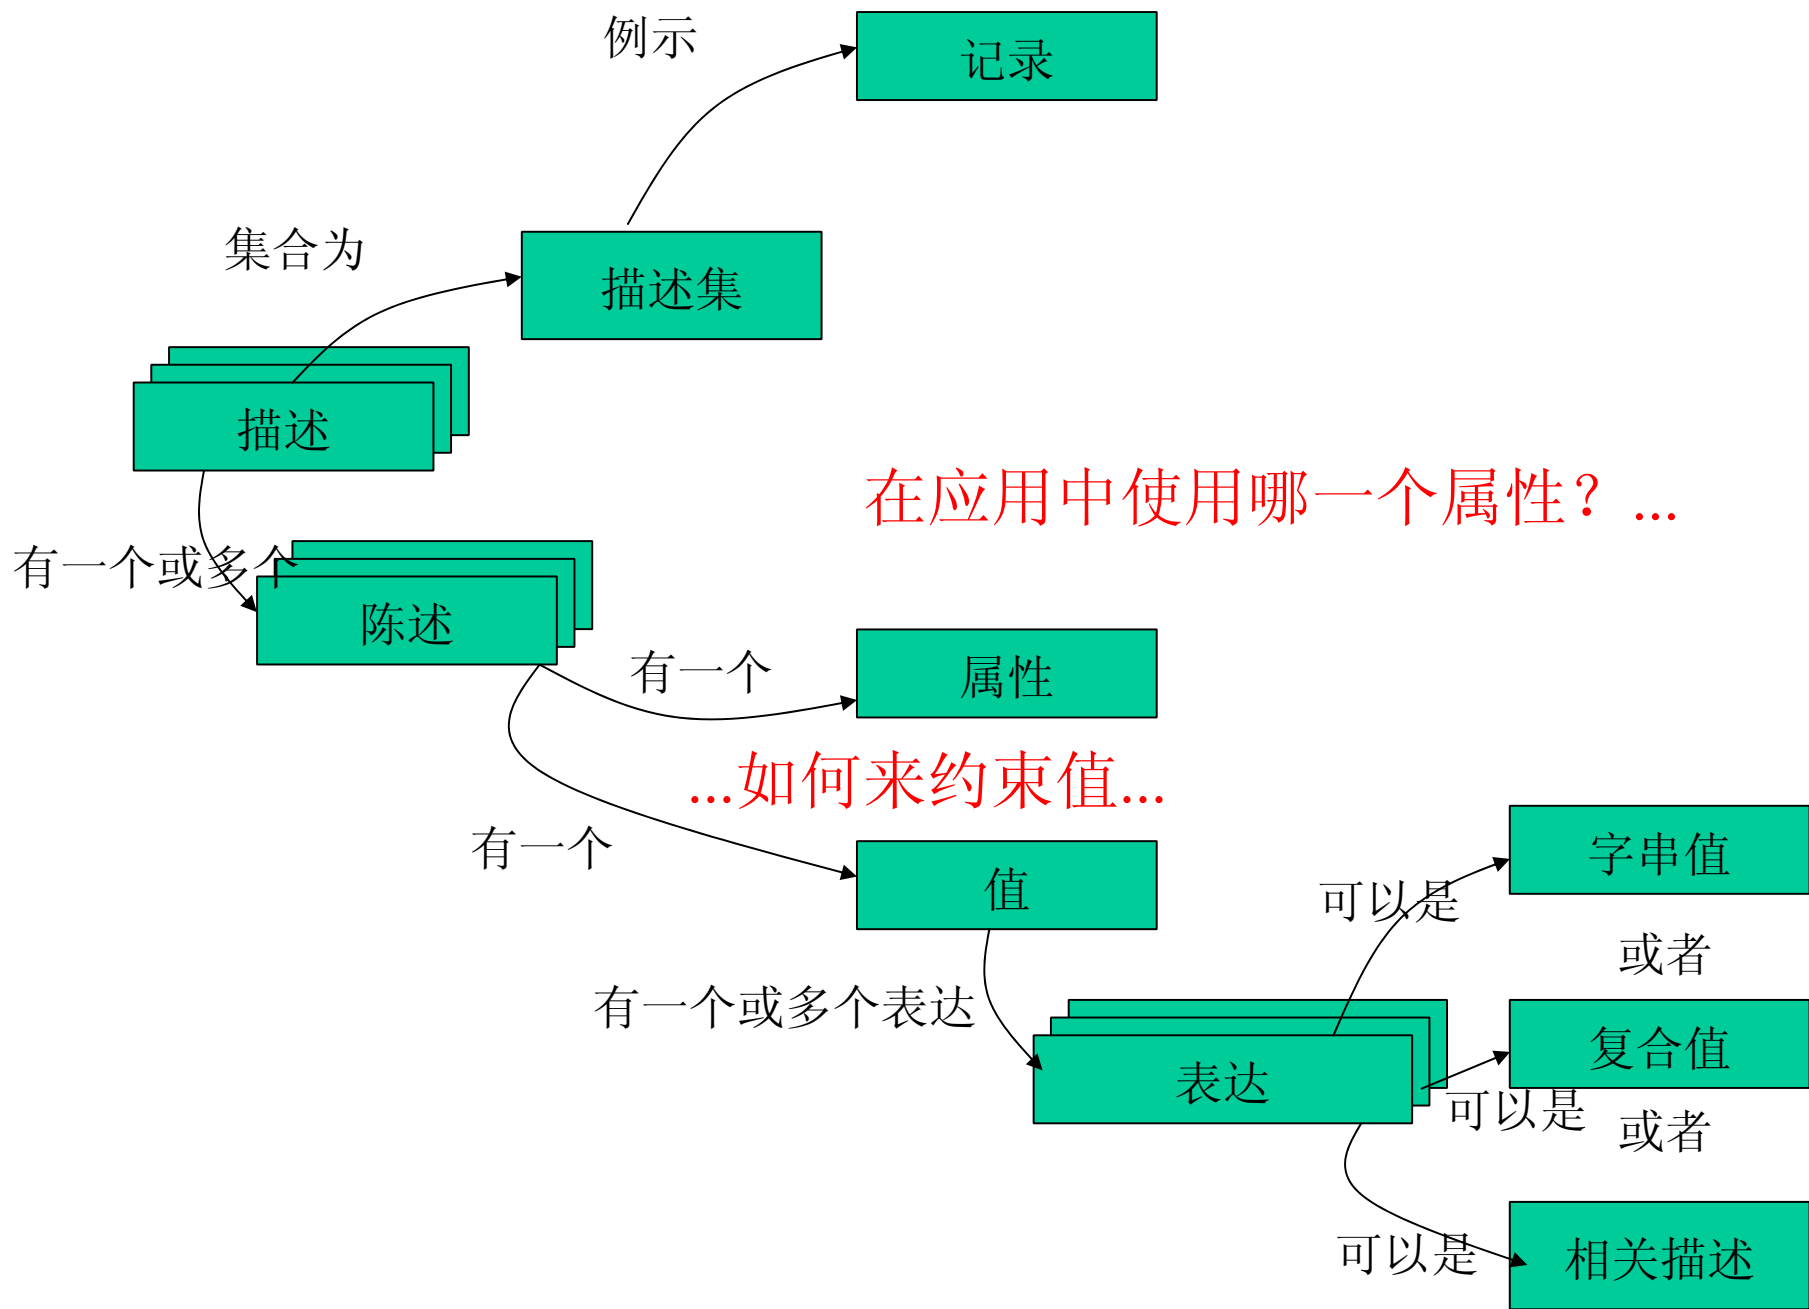 例示
记录
集合为
描述集
描述
在应用中使用哪一个属性？...
有一个或多个
陈述
有一个
属性
...如何来约束值...
有一个
值
字串值
可以是
或者
有一个或多个表达
表达
复合值
可以是
或者
可以是
相关描述